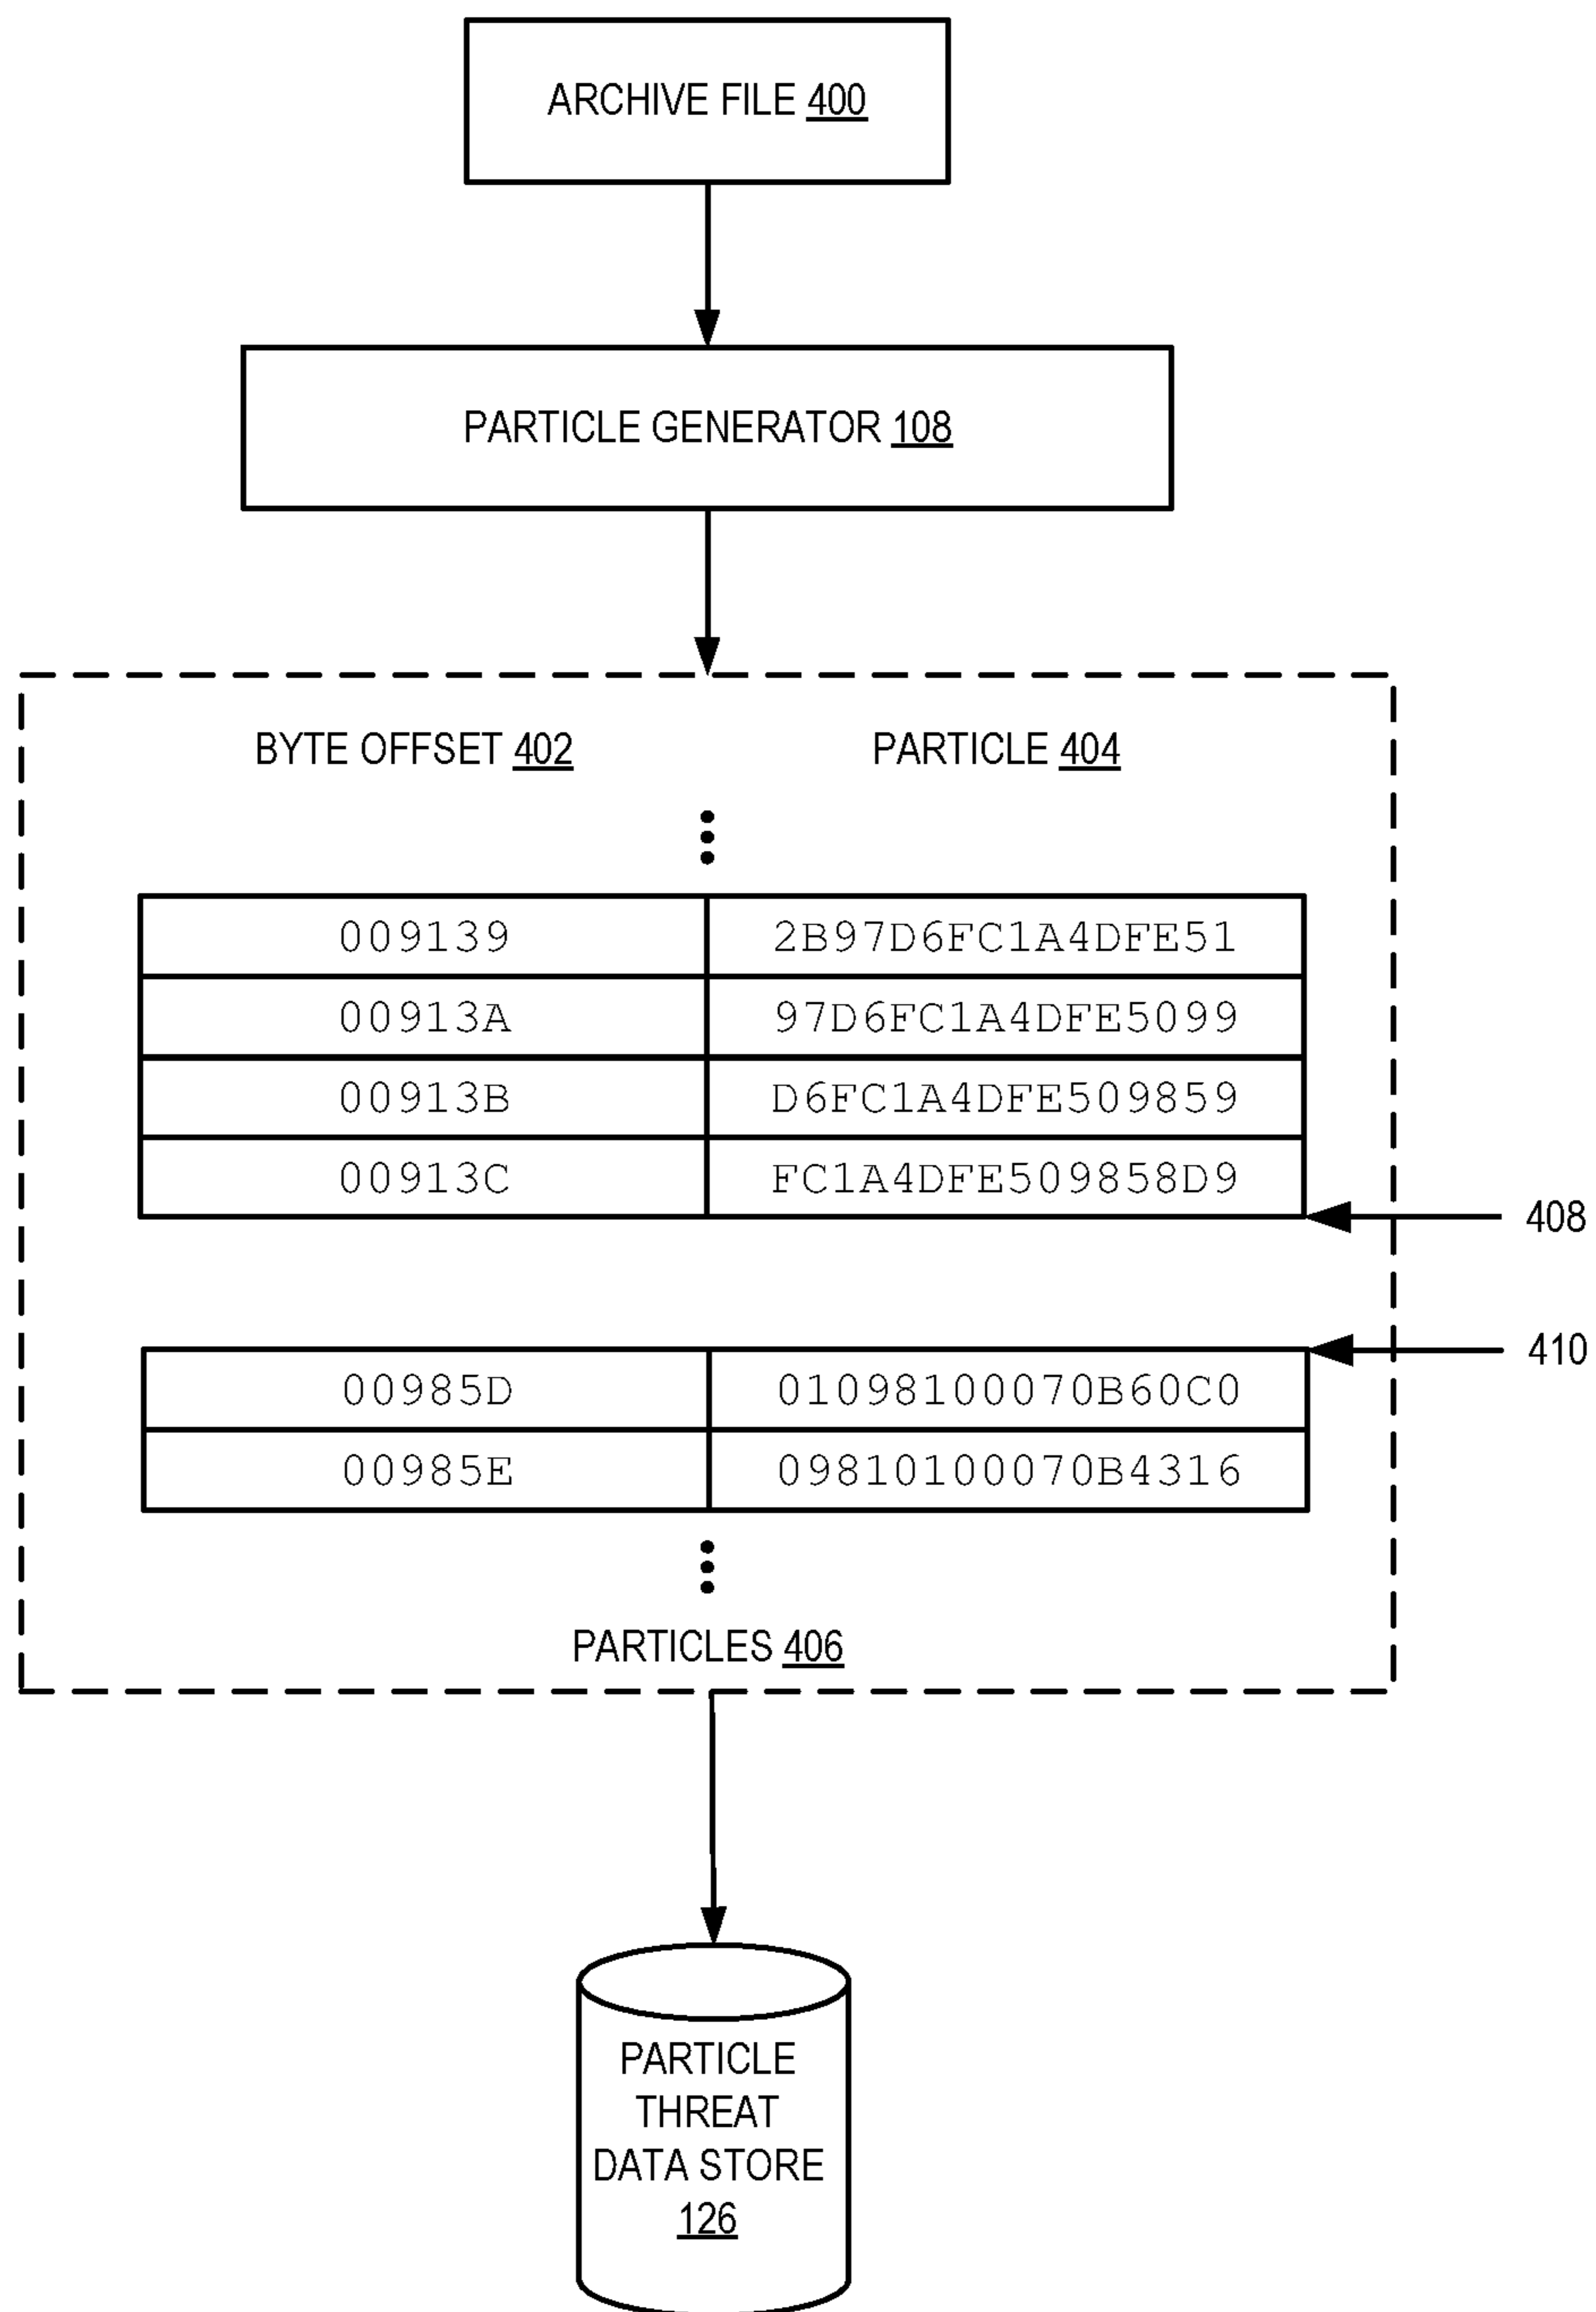 ARCHIVE FILE 400
PARTICLE GENERATOR 108
BYTE OFFSET 402 PARTICLE 404
009139 2B97D6FC1A4DFE51
00913A 97D6FC1A4DFE5099
00913B D6FC1A4DFE509859
00913C FC1A4DFE509858D9
408
410
00985D 01098100070B60C0
00985E 09810100070B4316
PARTICLES 406
PARTICLE
THREAT
DATA STORE
126